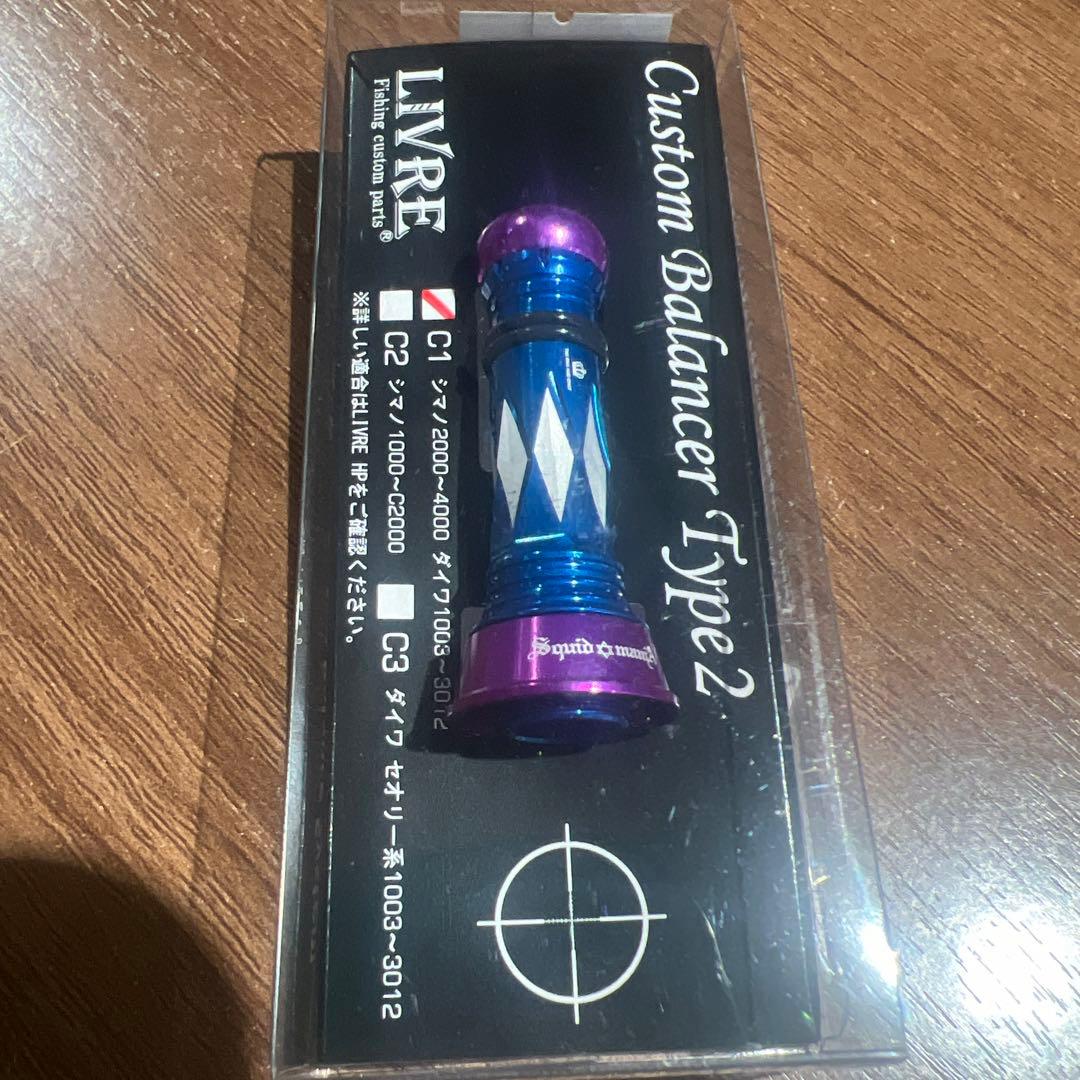 Custom Balancer Type2
LIVRE
Fishing custom parts®
C1 シマノ2000~4000 ダイワ1003~3012
C2 シマノ1000~C2000
C3 ダイワ セオリー系1003~3012
※詳しい適合はLIVRE HPをご確認ください。
Squid mania